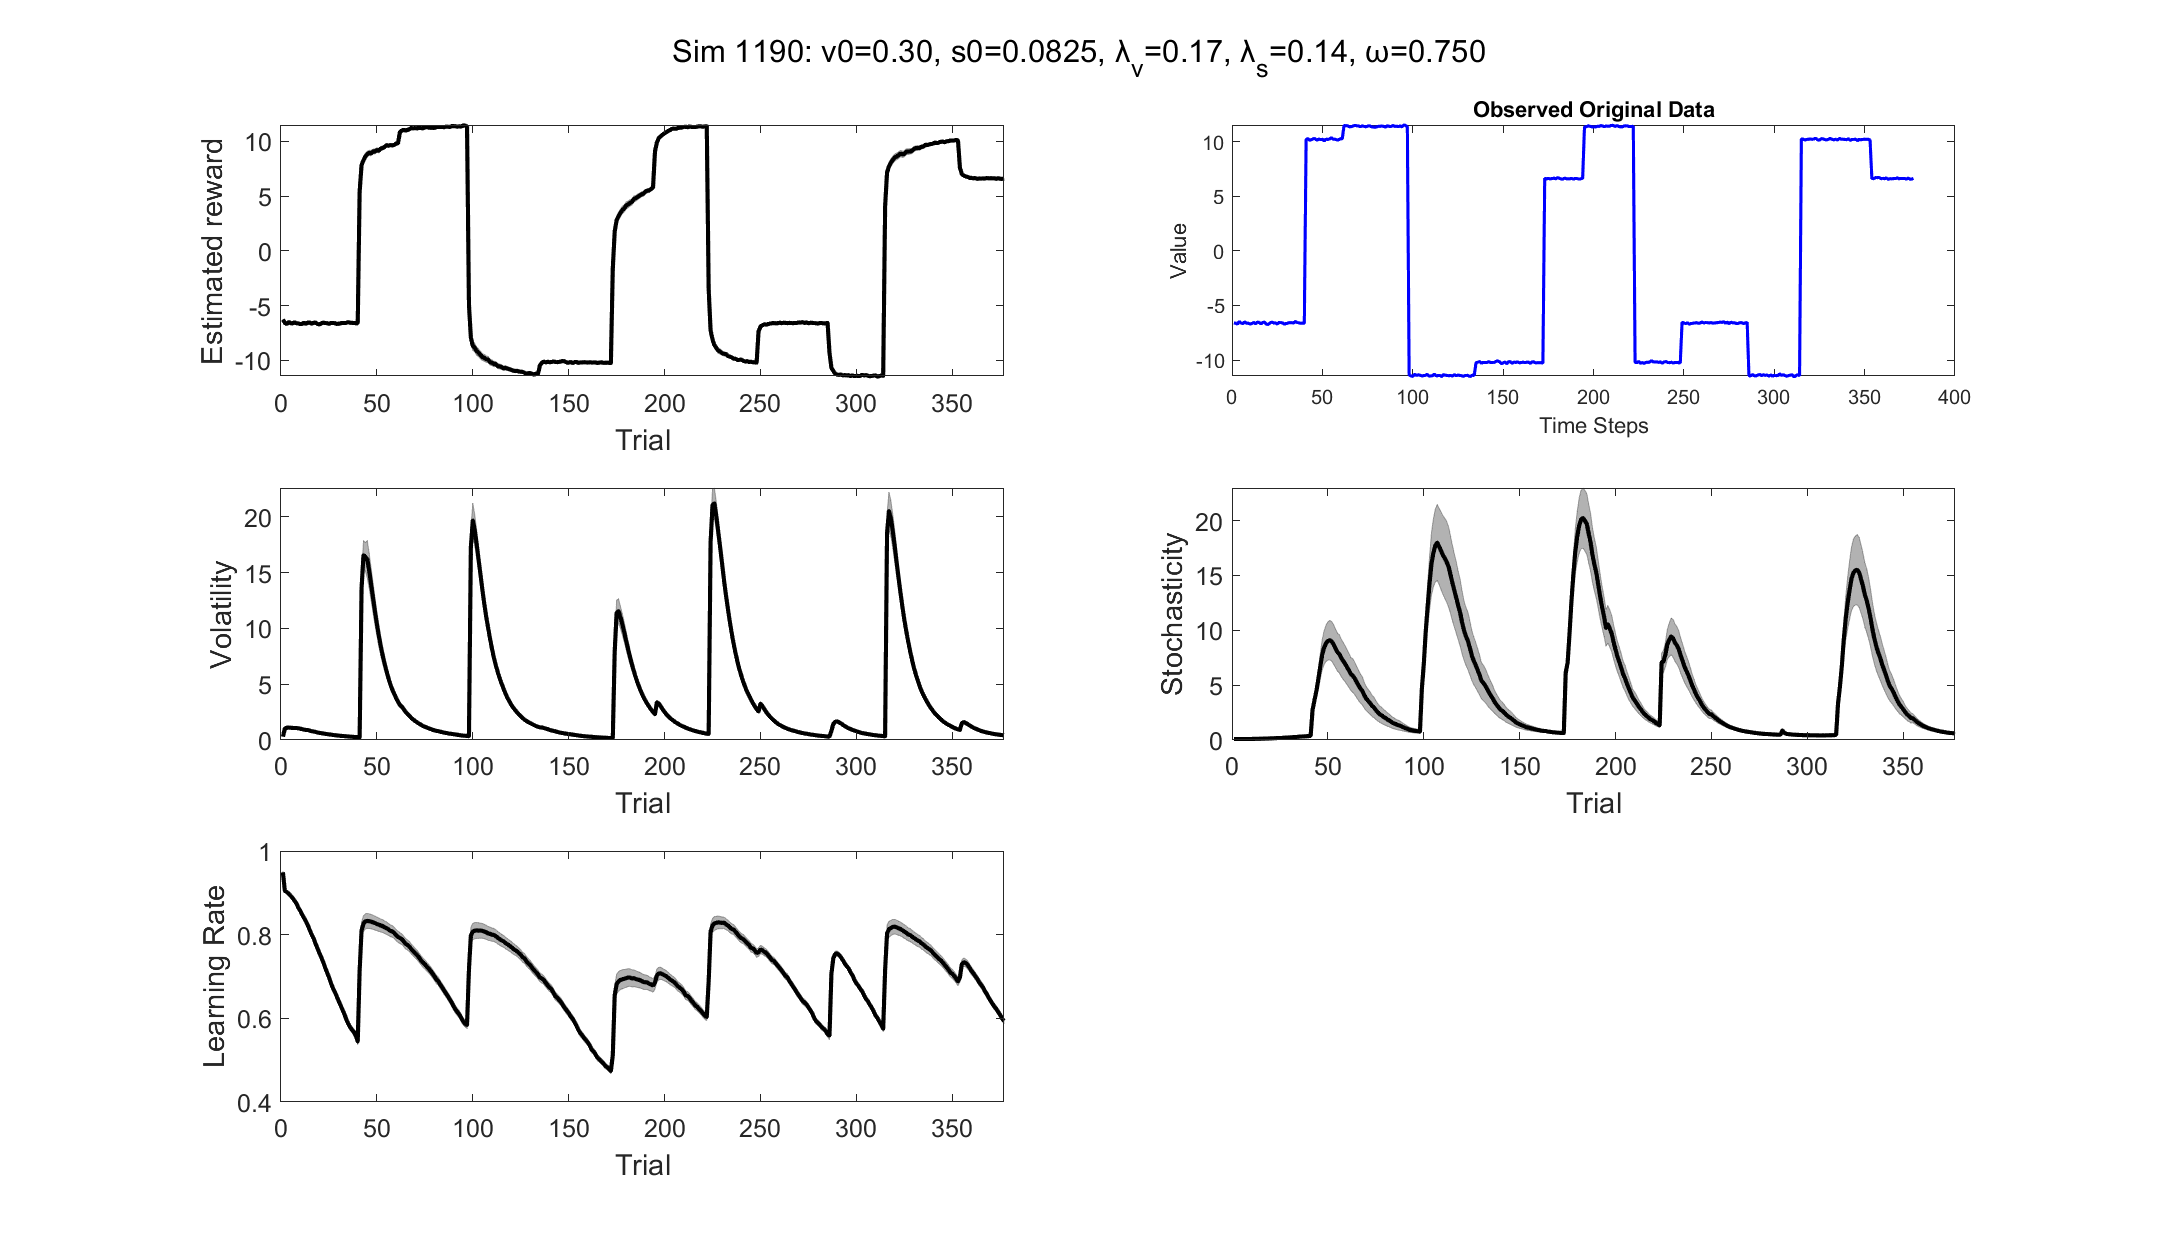 Sim 1190: v0=0.30, s0=0.0825, λ_v=0.17, λ_s=0.14, ω=0.750
Estimated reward
10
5
0
-5
-10
0 50 100 150 200 250 300 350
Trial
Observed Original Data
Value
10
5
0
-5
-10
0 50 100 150 200 250 300 350 400
Time Steps
Volatility
20
15
10
5
0
0 50 100 150 200 250 300 350
Trial
Stochasticity
20
15
10
5
0
0 50 100 150 200 250 300 350
Trial
Learning Rate
1
0.8
0.6
0.4
0 50 100 150 200 250 300 350
Trial